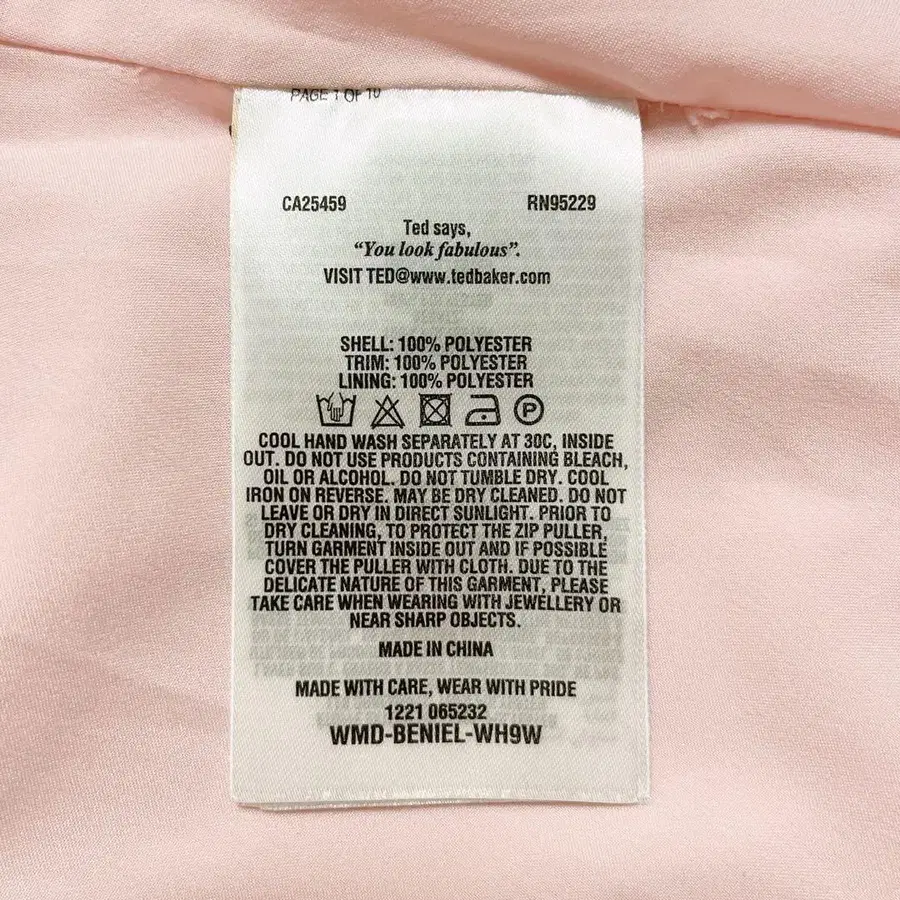 PAGE 1 OF 10
CA25459 RN95229
Ted says,
“You look fabulous”.
VISIT TED@www.tedbaker.com
SHELL: 100% POLYESTER
TRIM: 100% POLYESTER
LINING: 100% POLYESTER
P
COOL HAND WASH SEPARATELY AT 30C, INSIDE
OUT. DO NOT USE PRODUCTS CONTAINING BLEACH,
OIL OR ALCOHOL. DO NOT TUMBLE DRY. COOL
IRON ON REVERSE. MAY BE DRY CLEANED. DO NOT
LEAVE OR DRY IN DIRECT SUNLIGHT. PRIOR TO
DRY CLEANING, TO PROTECT THE ZIP PULLER,
TURN GARMENT INSIDE OUT AND IF POSSIBLE
COVER THE PULLER WITH CLOTH. DUE TO THE
DELICATE NATURE OF THIS GARMENT, PLEASE
TAKE CARE WHEN WEARING WITH JEWELLERY OR
NEAR SHARP OBJECTS.
MADE IN CHINA
MADE WITH CARE, WEAR WITH PRIDE
1221 065232
WMD-BENIEL-WH9W